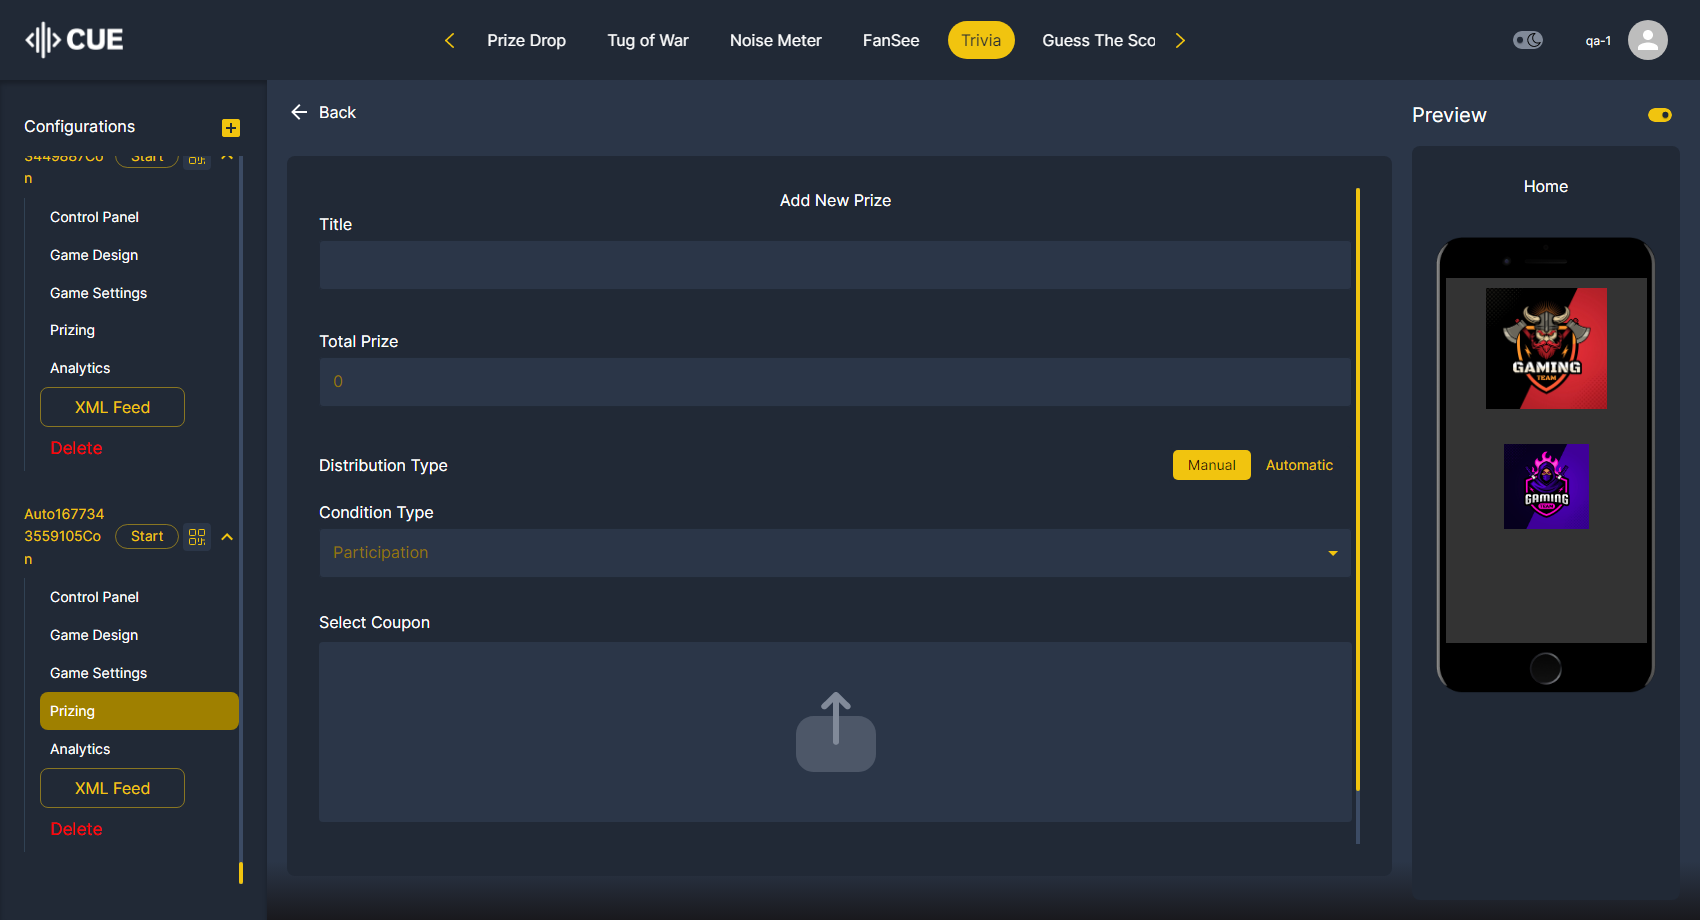 CUE
Prize Drop
Tug of War
Noise Meter
FanSee
Trivia
Guess The Sco
qa-1
Configurations
3449887Co
n
Start
Control Panel
Game Design
Game Settings
Prizing
Analytics
XML Feed
Delete
Auto167734
3559105Co
n
Start
Control Panel
Game Design
Game Settings
Prizing
Analytics
XML Feed
Delete
Back
Add New Prize
Title
Total Prize
0
Distribution Type
Manual
Automatic
Condition Type
Participation
Select Coupon
Preview
Home
GAMING
TEAM
GAMING
TEAM